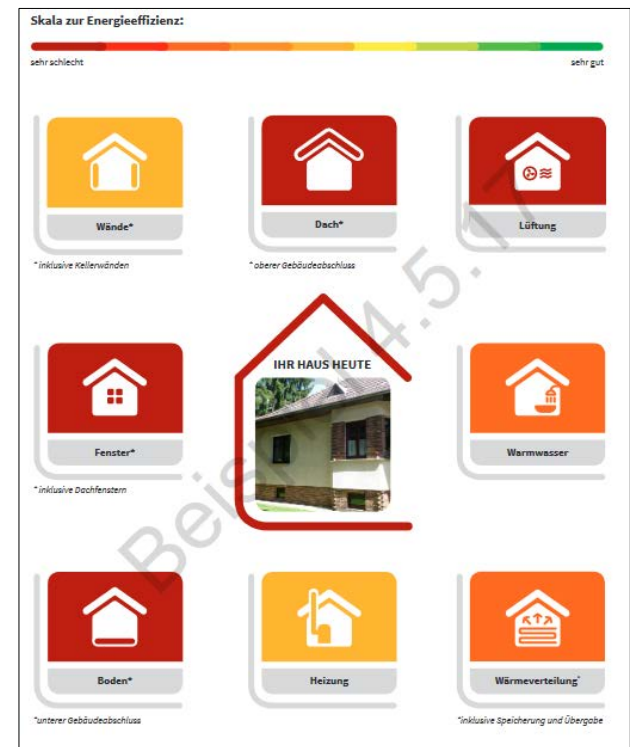 Skala zur Energieeffizienz:
sehr schlecht
sehr gut
Wände*
Dach*
Lüftung
* inklusive Kellerwänden
* oberer Gebäudeabschluss
IHR HAUS HEUTE
Fenster*
Warmwasser
* inklusive Dachfenstern
Boden*
Heizung
Wärmeverteilung*
*unterer Gebäudeabschluss
*inklusive Speicherung und Übergabe